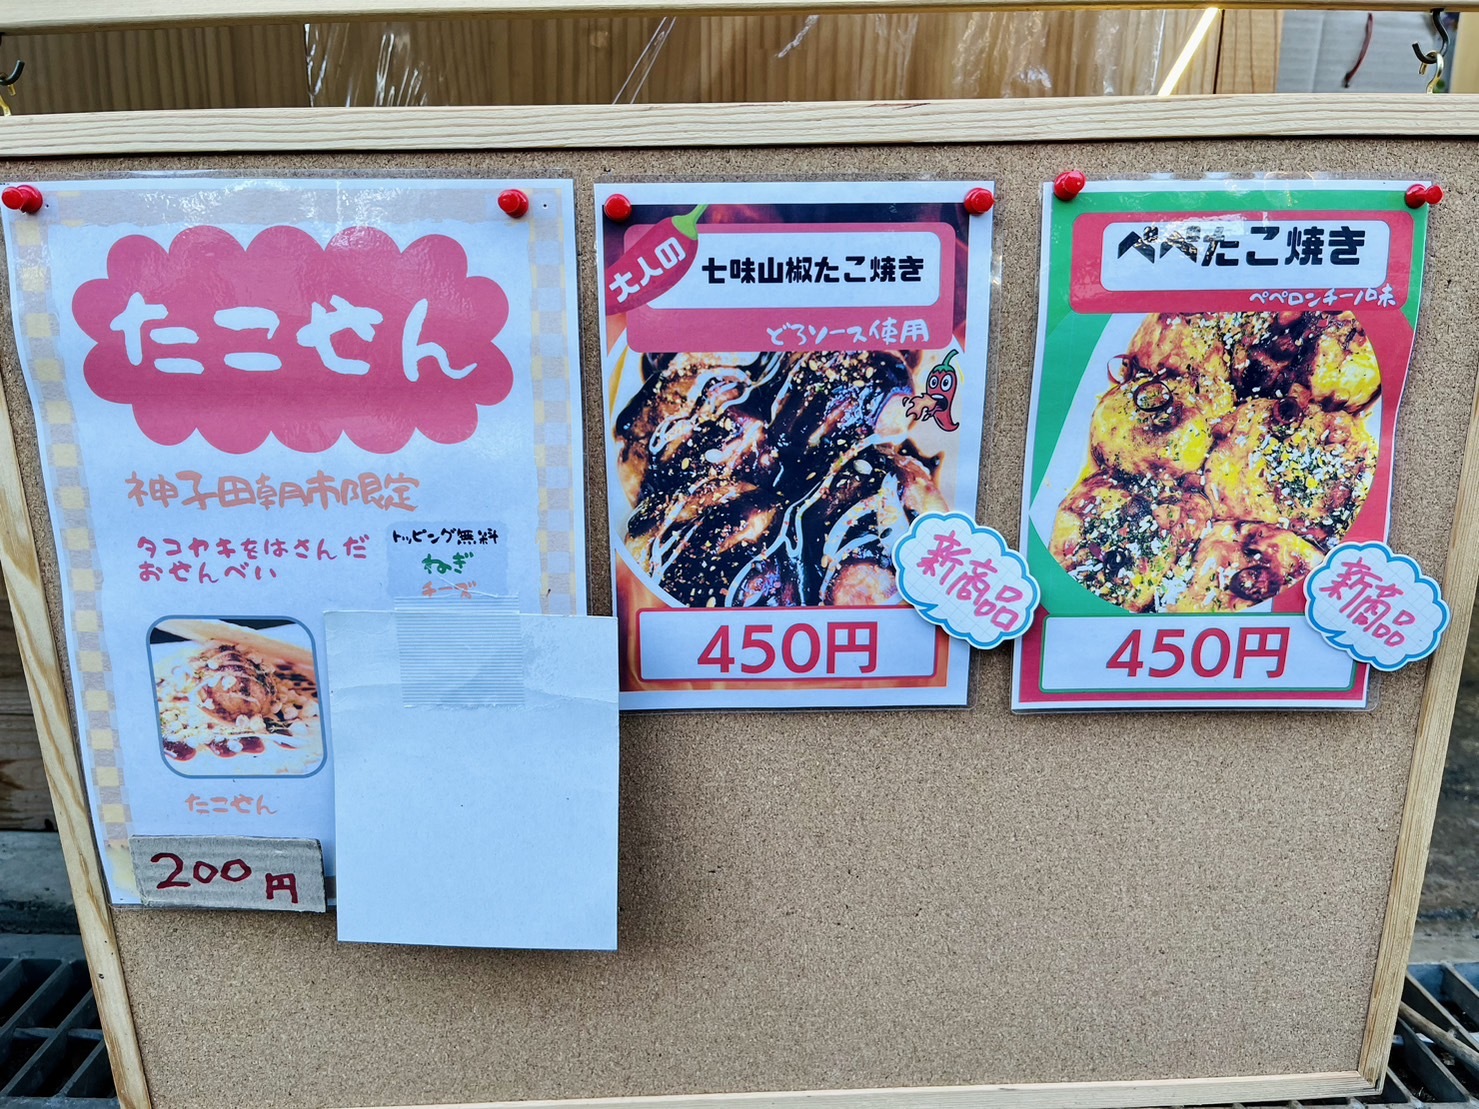 たこせん
神子田朝市限定
タコヤキをはさんだ
おせんべい
トッピング無料
ねぎ
チーズ
たこせん
200円
大人の
七味山椒たこ焼き
どろソース使用
新商品
450円
ペペたこ焼き
ペペロンチーノ味
新商品
450円